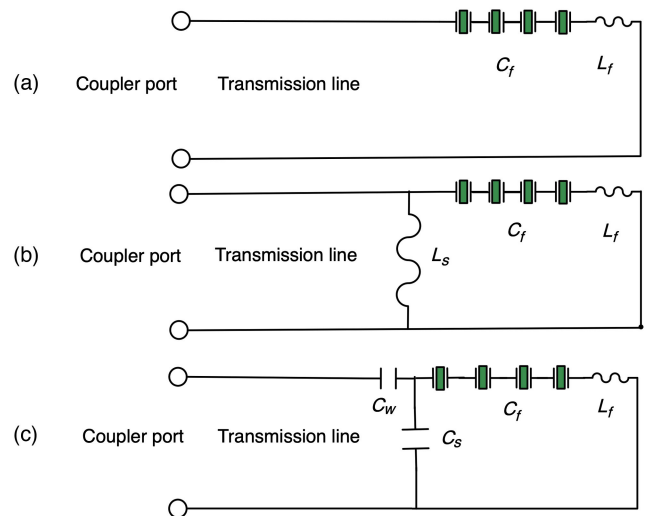 (a) Coupler port Transmission line C_f L_f
(b) Coupler port Transmission line L_s C_f L_f
(c) Coupler port Transmission line C_w C_s C_f L_f